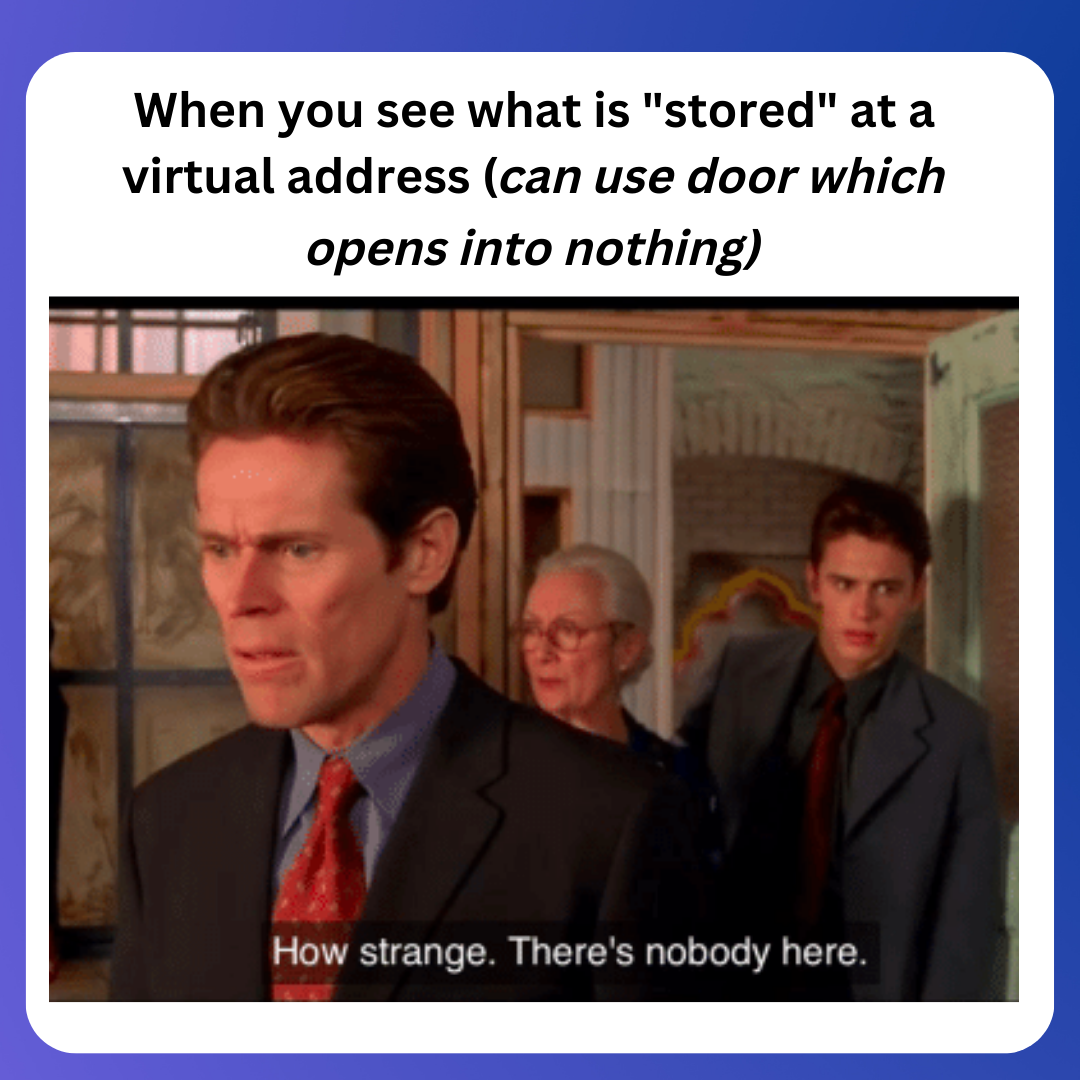 When you see what is "stored" at a
virtual address (can use door which
opens into nothing)
How strange. There's nobody here.